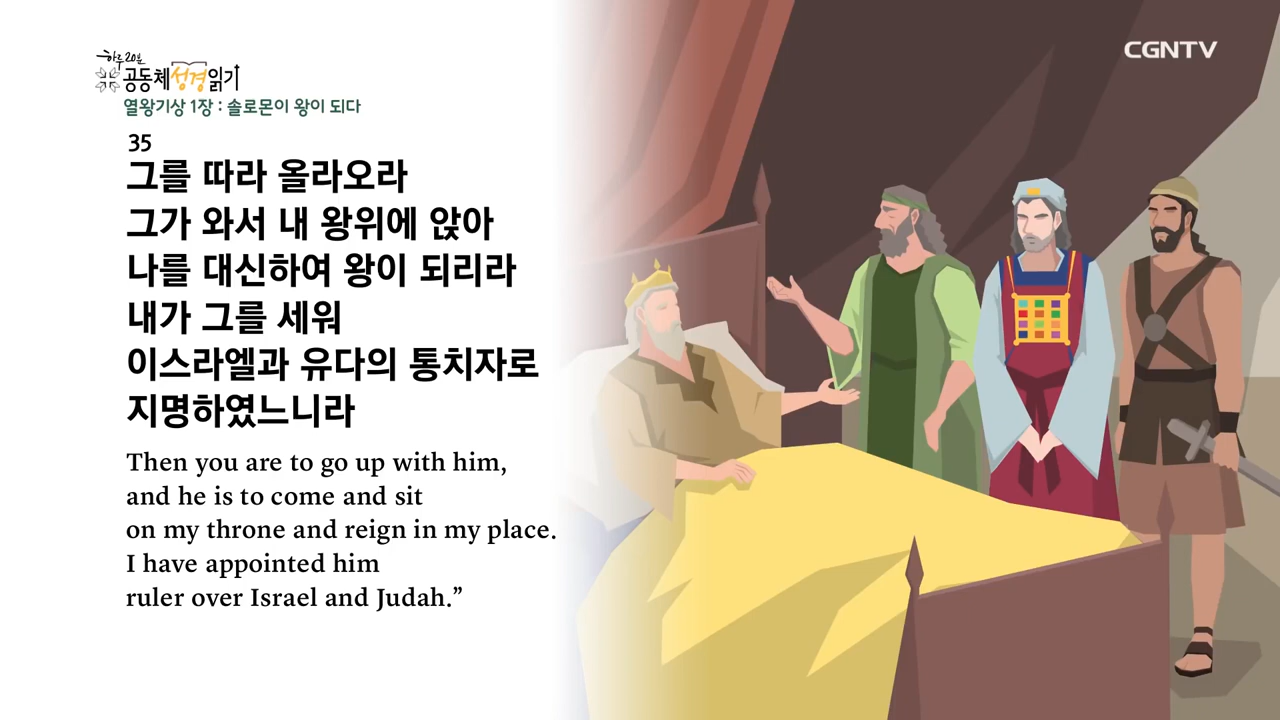 하루 20분
공동체성경읽기
CGNTV
열왕기상 1장 : 솔로몬이 왕이 되다
35
그를 따라 올라오라
그가 와서 내 왕위에 앉아
나를 대신하여 왕이 되리라
내가 그를 세워
이스라엘과 유다의 통치자로
지명하였느니라
Then you are to go up with him,
and he is to come and sit
on my throne and reign in my place.
I have appointed him
ruler over Israel and Judah.”